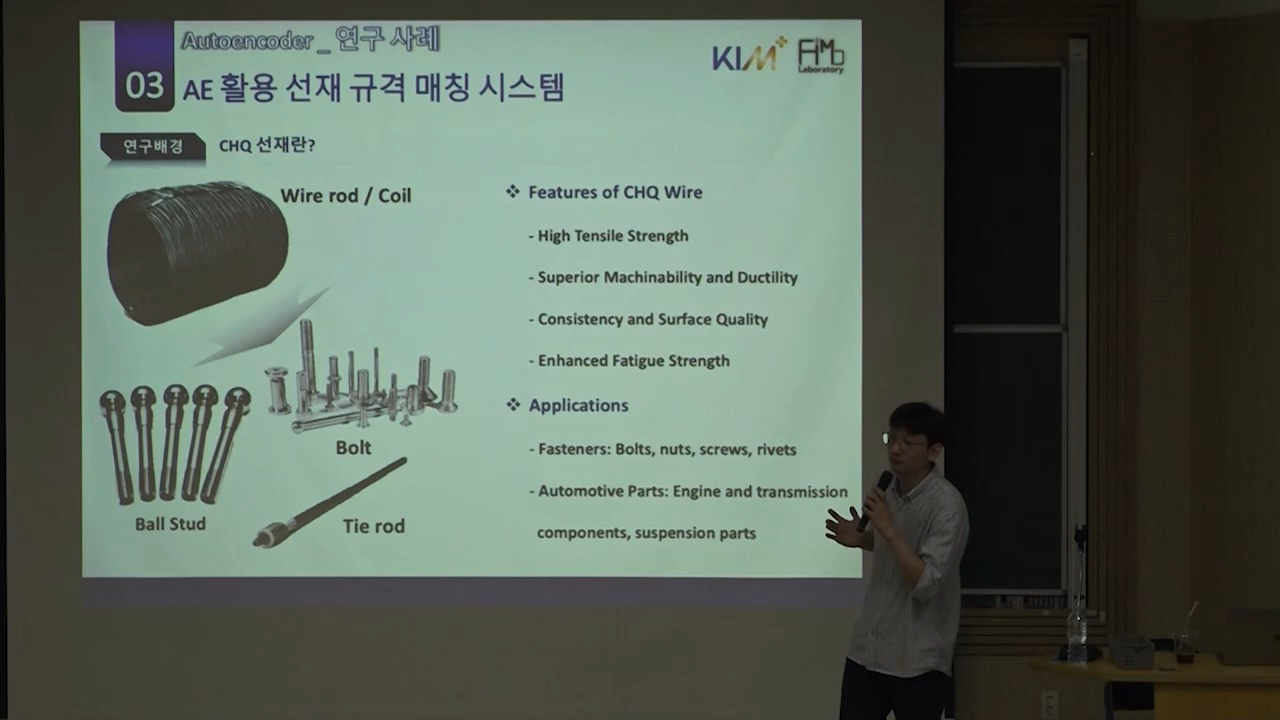 Autoencoder _ 연구 사례
03 AE 활용 선재 규격 매칭 시스템
KIM+
Laboratory
연구배경
CHQ 선재란?
Wire rod / Coil
Bolt
Ball Stud
Tie rod
❖ Features of CHQ Wire
- High Tensile Strength
- Superior Machinability and Ductility
- Consistency and Surface Quality
- Enhanced Fatigue Strength
❖ Applications
- Fasteners: Bolts, nuts, screws, rivets
- Automotive Parts: Engine and transmission
components, suspension parts